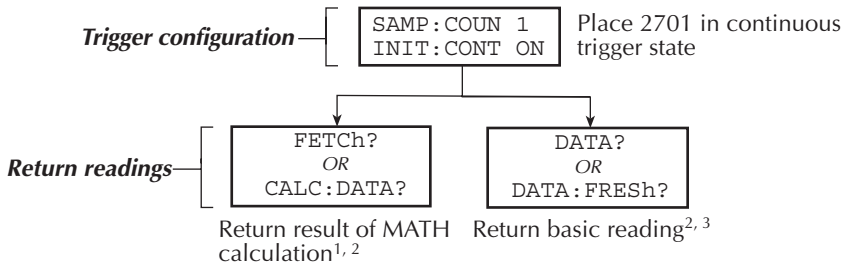 Trigger configuration
SAMP:COUN 1
INIT:CONT ON
Place 2701 in continuous
trigger state
Return readings
FETCh?
OR
CALC:DATA?
DATA?
OR
DATA:FRESh?
Return result of MATH
calculation1, 2
Return basic reading2, 3